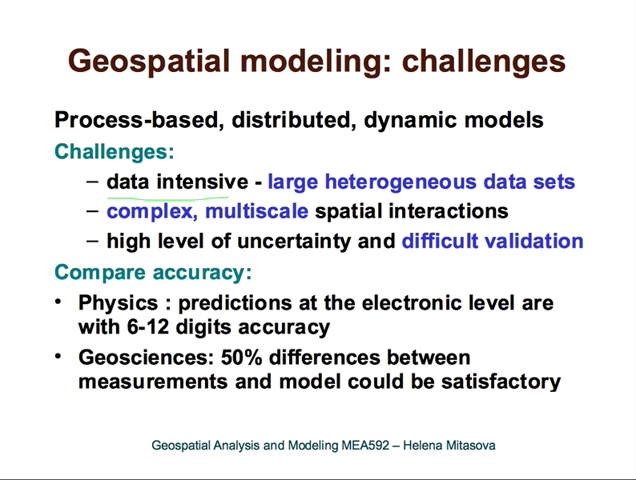 Geospatial modeling: challenges
Process-based, distributed, dynamic models
Challenges:
– data intensive - large heterogeneous data sets
– complex, multiscale spatial interactions
– high level of uncertainty and difficult validation
Compare accuracy:
• Physics : predictions at the electronic level are
with 6-12 digits accuracy
• Geosciences: 50% differences between
measurements and model could be satisfactory
Geospatial Analysis and Modeling MEA592 – Helena Mitasova